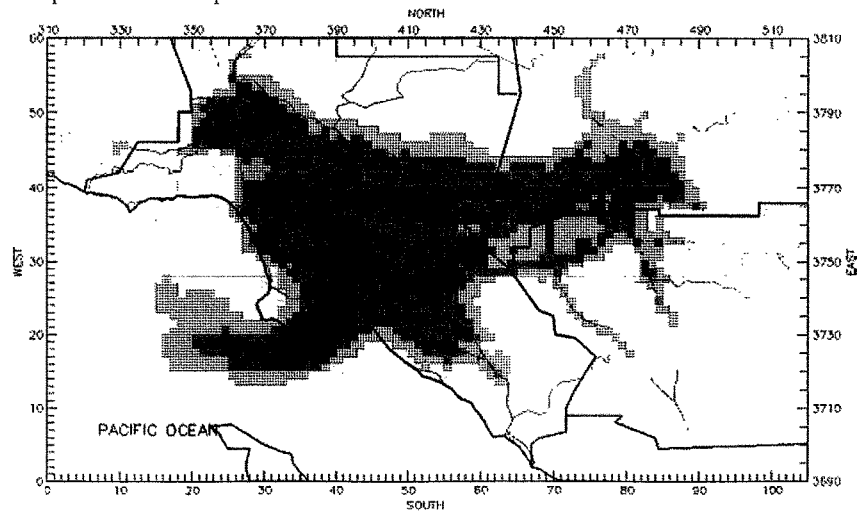 NORTH
310 330 350 370 390 410 430 450 470 490 510
60 3810
50 3790
40 3770
WEST
30 3750
EAST
20 3730
10 3710
PACIFIC OCEAN
0 3690
0 10 20 30 40 50 60 70 80 90 100
SOUTH